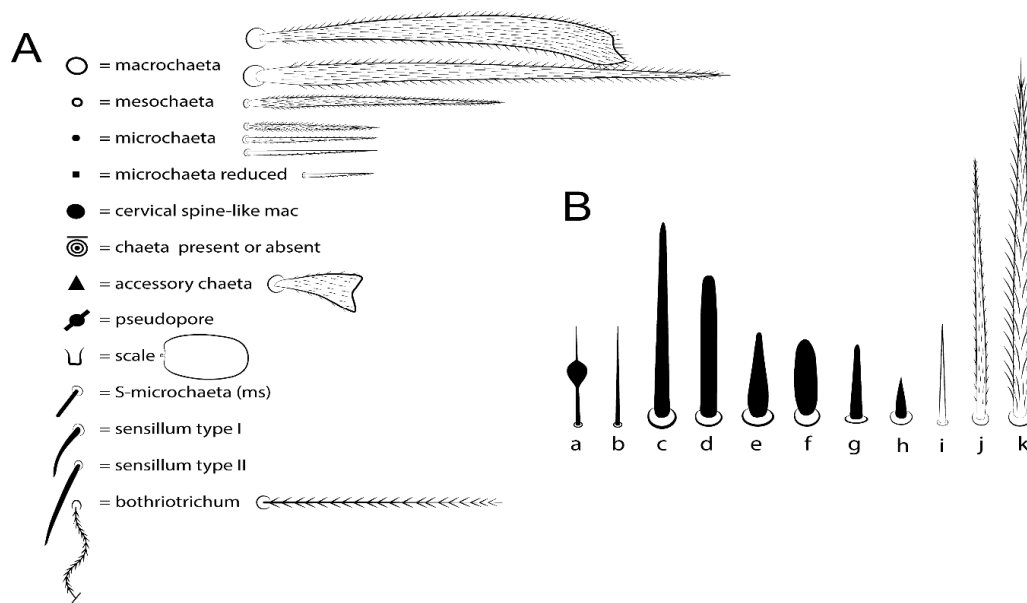 A
= macrochaeta
= mesochaeta
= microchaeta
= microchaeta reduced
= cervical spine-like mac
= chaeta present or absent
= accessory chaeta
= pseudopore
= scale
= S-microchaeta (ms)
= sensillum type I
= sensillum type II
= bothriotrichum
B
a b c d e f g h i j k